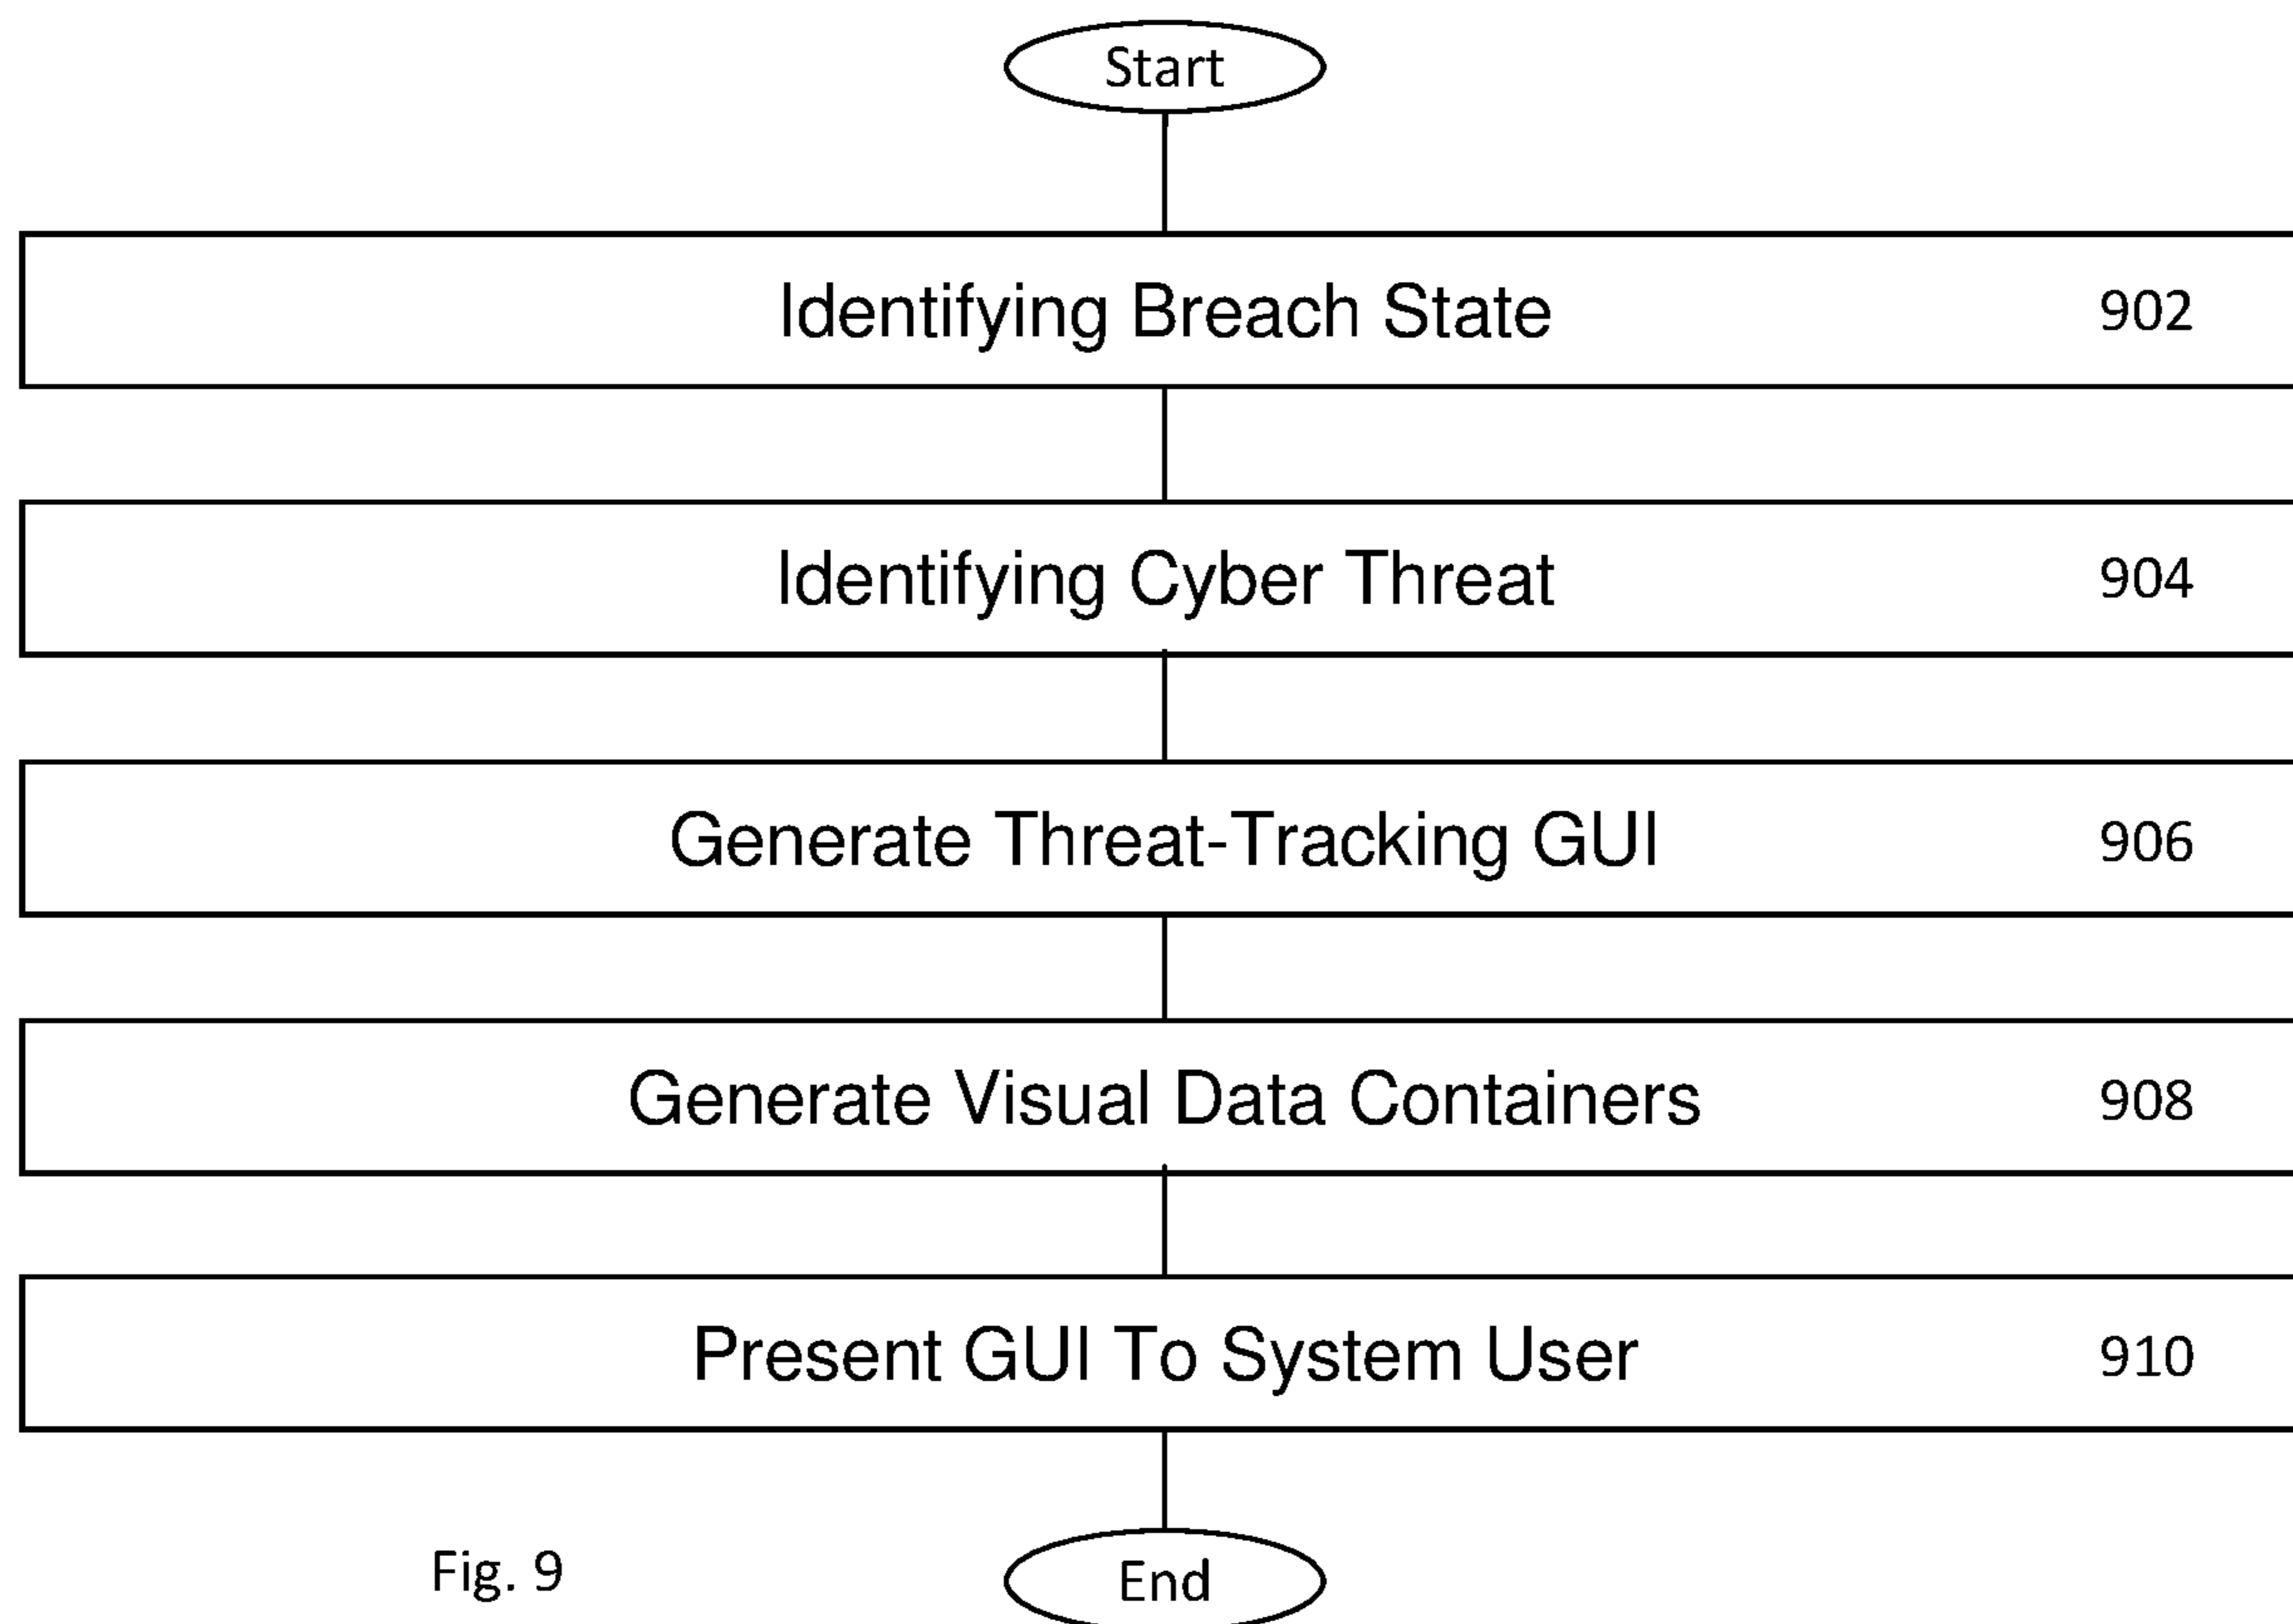 Start
Identifying Breach State 902
Identifying Cyber Threat 904
Generate Threat-Tracking GUI 906
Generate Visual Data Containers 908
Present GUI To System User 910
Fig. 9
End